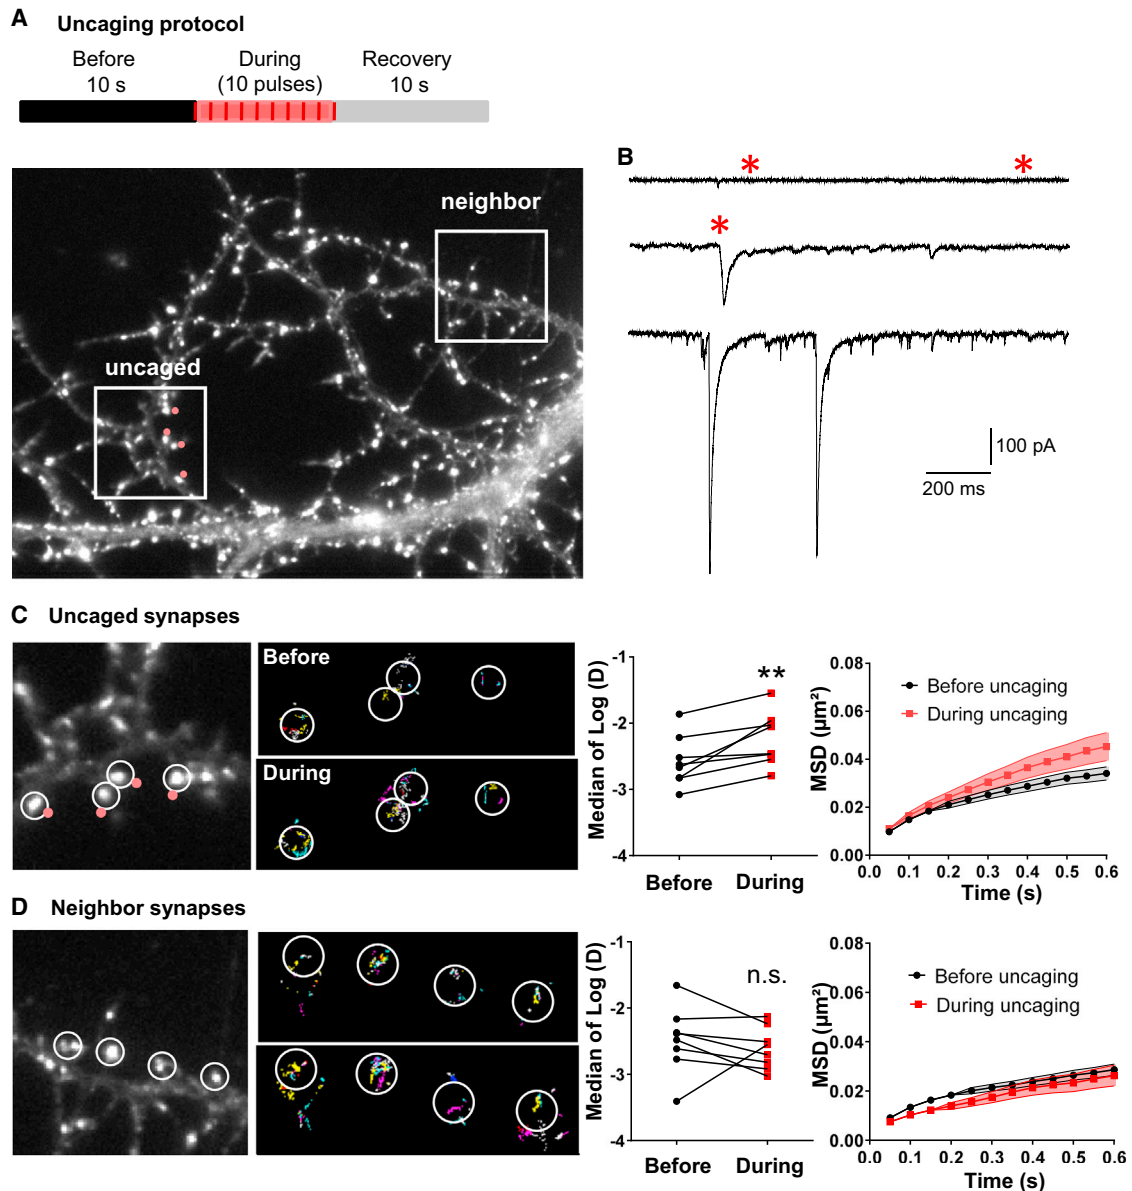 A Uncaging protocol
Before During Recovery
10 s (10 pulses) 10 s
neighbor
uncaged
B
*
*
*
100 pA
200 ms
C Uncaged synapses
Before
During
Median of Log (D)
-1
-2
-3
-4
**
Before During
MSD (µm²)
0.08
0.06
0.04
0.02
0.00
Before uncaging
During uncaging
0.0 0.1 0.2 0.3 0.4 0.5 0.6
Time (s)
D Neighbor synapses
Median of Log (D)
-1
-2
-3
-4
n.s.
Before During
MSD (µm²)
0.08
0.06
0.04
0.02
0.00
Before uncaging
During uncaging
0.0 0.1 0.2 0.3 0.4 0.5 0.6
Time (s)